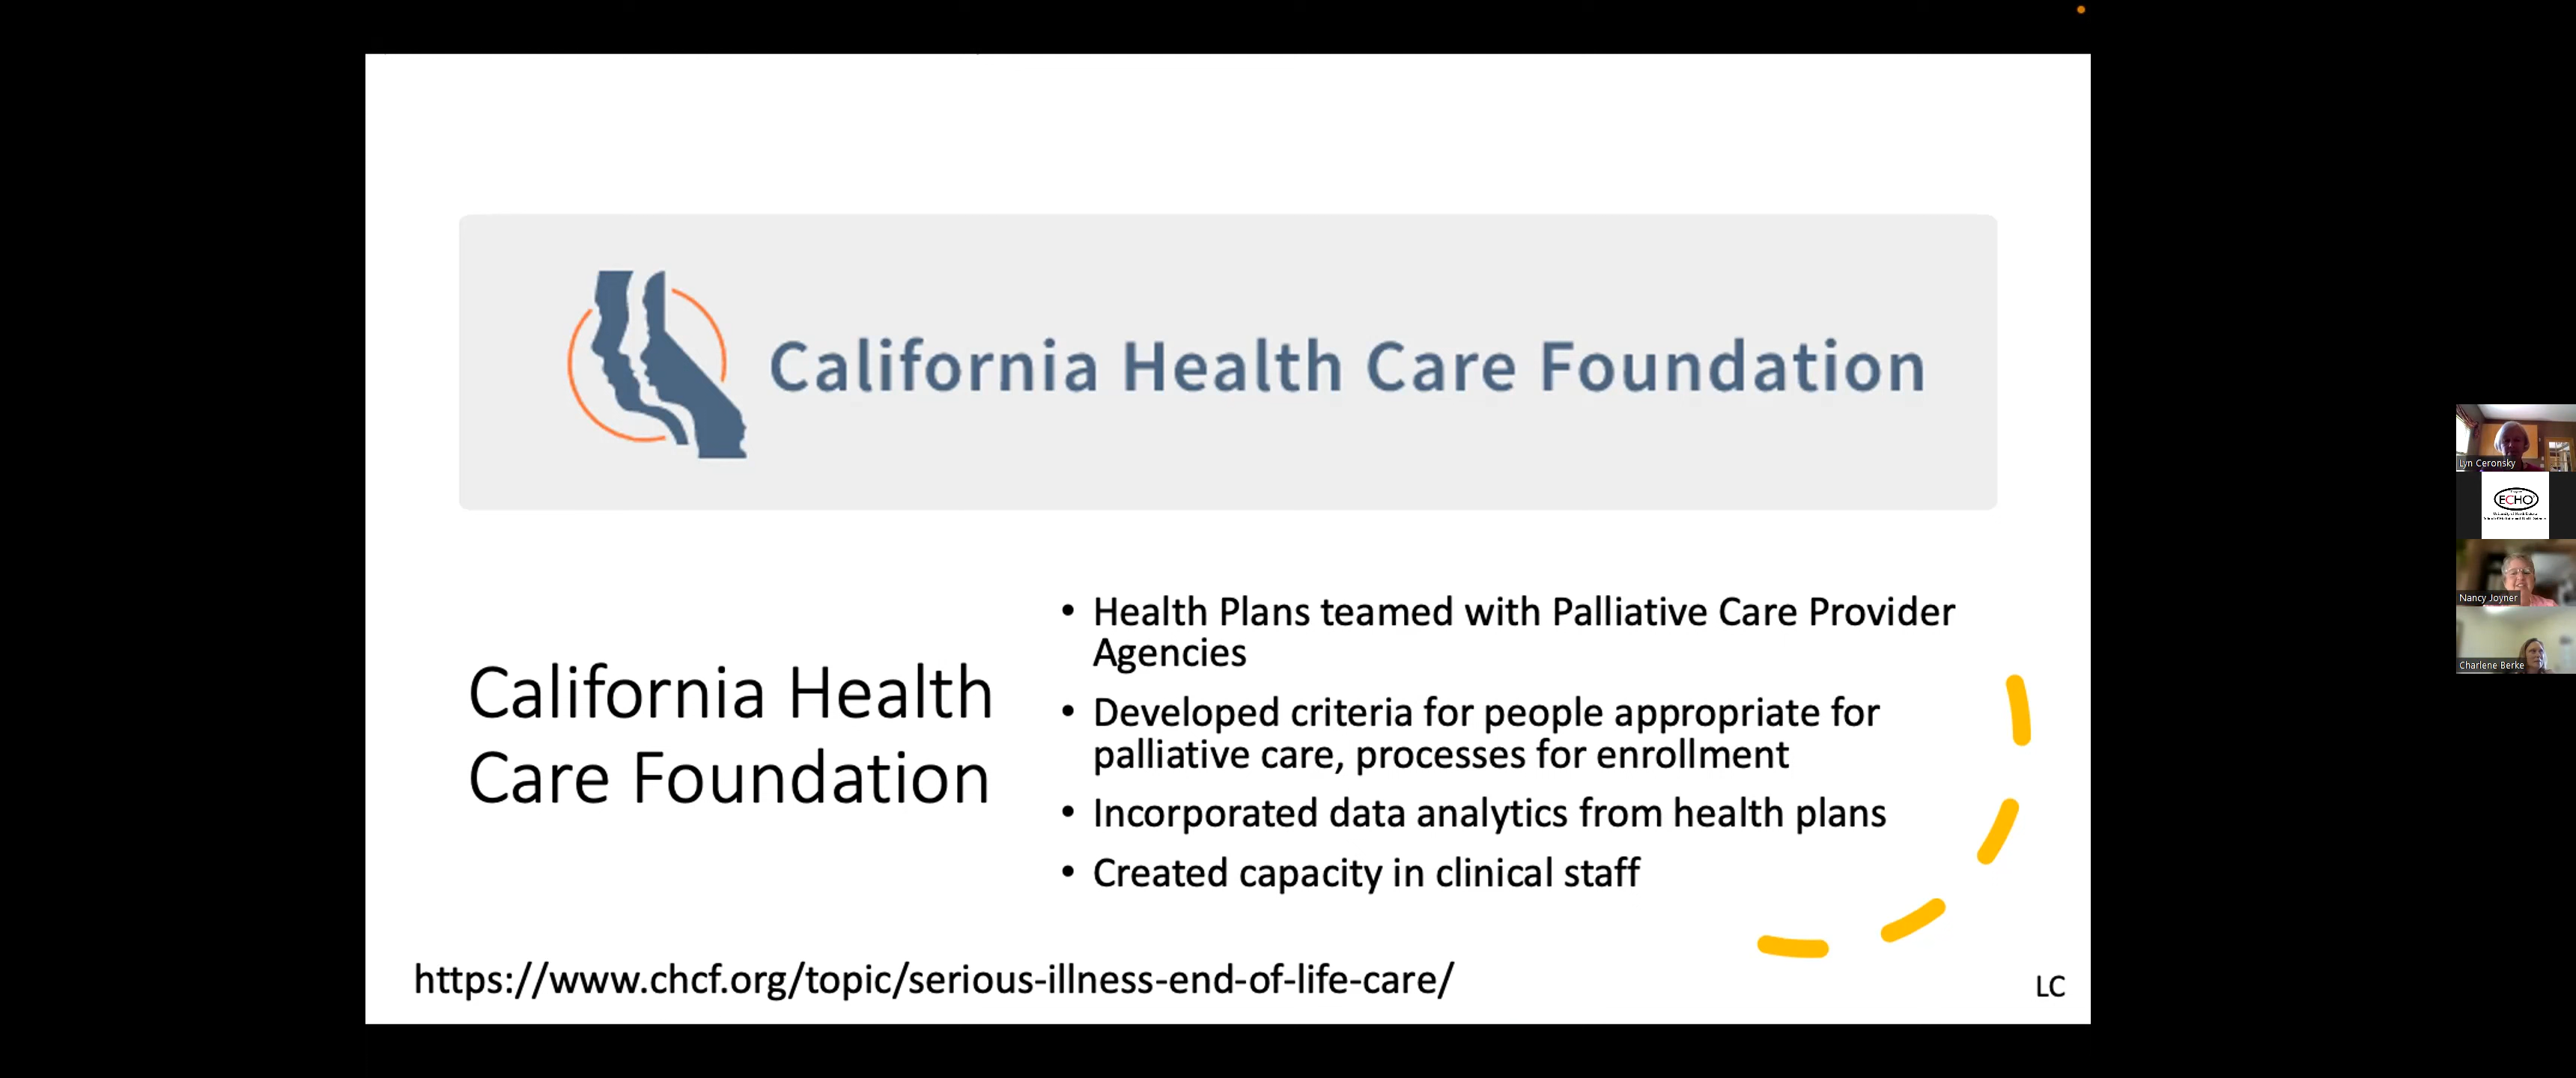 California Health Care Foundation
California Health
Care Foundation
• Health Plans teamed with Palliative Care Provider
Agencies
• Developed criteria for people appropriate for
palliative care, processes for enrollment
• Incorporated data analytics from health plans
• Created capacity in clinical staff
https://www.chcf.org/topic/serious-illness-end-of-life-care/
LC
Lyn Ceronsky
ECHO
Nancy Joyner
Charlene Berke